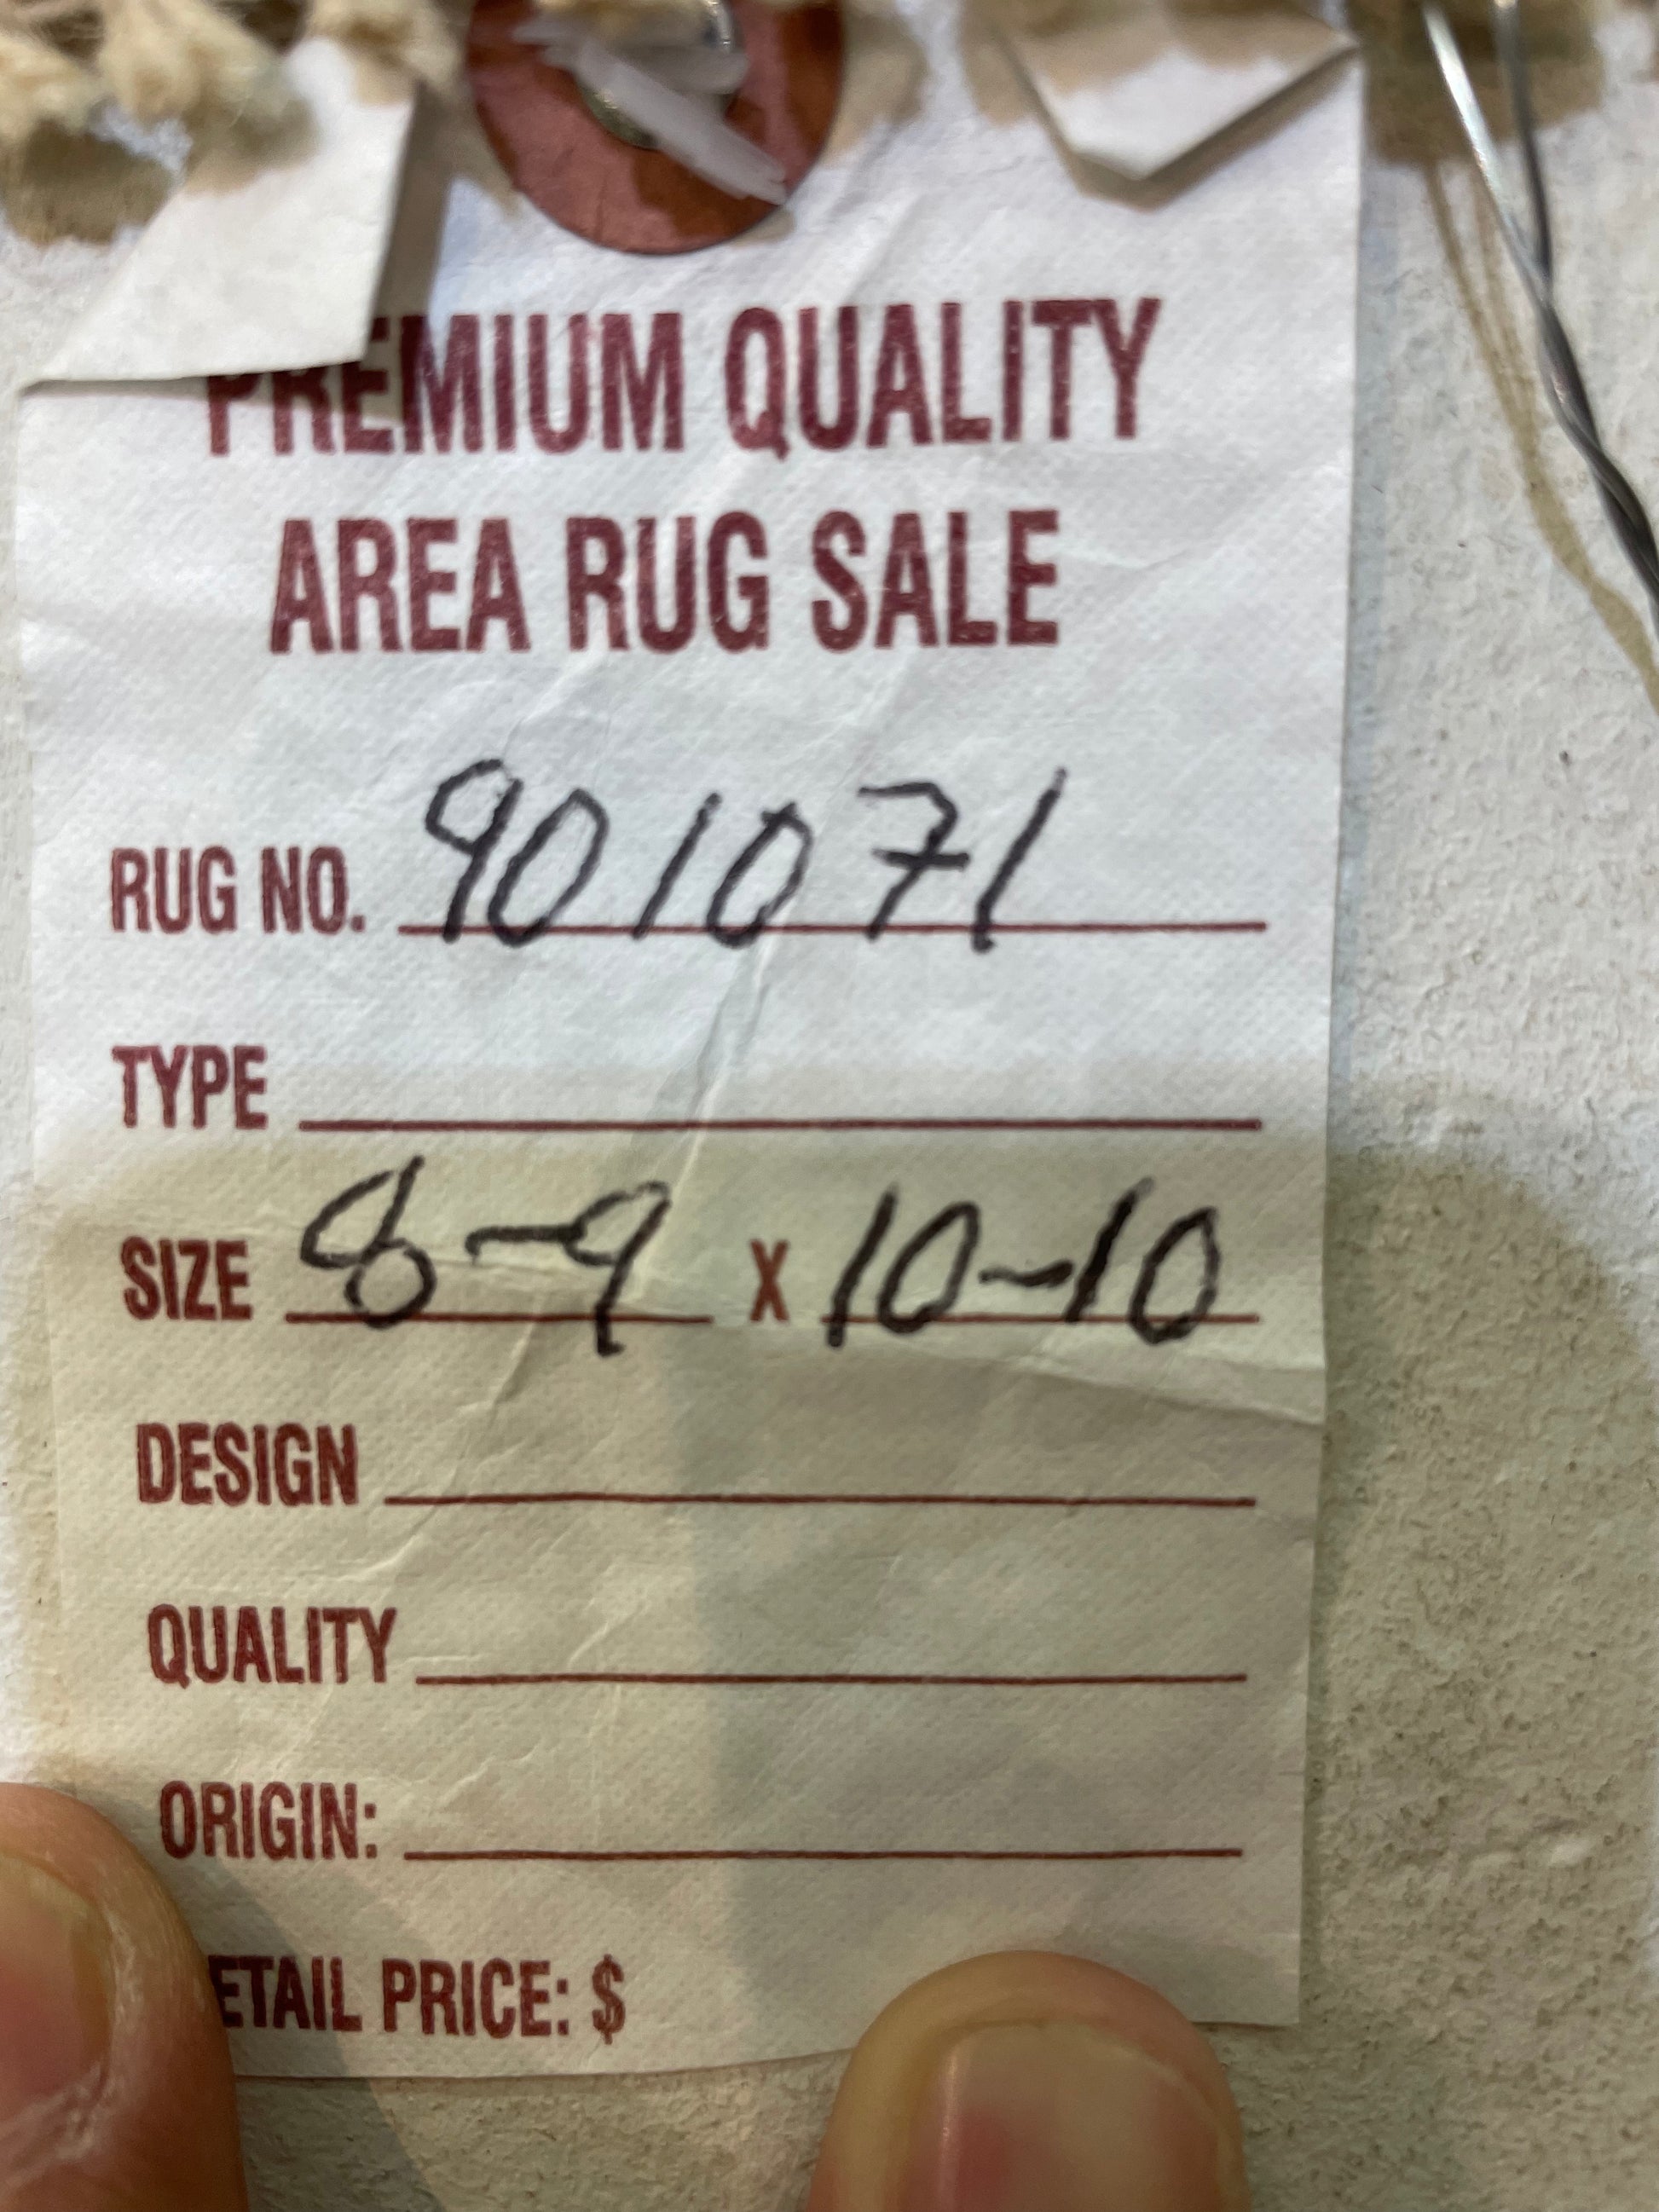 PREMIUM QUALITY
AREA RUG SALE
RUG NO. 901071
TYPE
SIZE 8-9 X 10-10
DESIGN
QUALITY
ORIGIN:
ETAIL PRICE: $